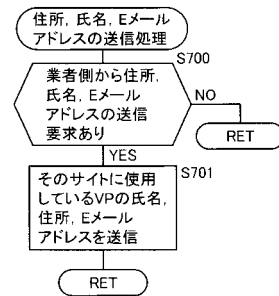 住所, 氏名, Eメール
アドレスの送信処理
S700
業者側から住所,
氏名, Eメール
アドレスの送信
要求あり
NO
RET
YES
S701
そのサイトに使用
しているVPの氏名,
住所, Eメール
アドレスを送信
RET